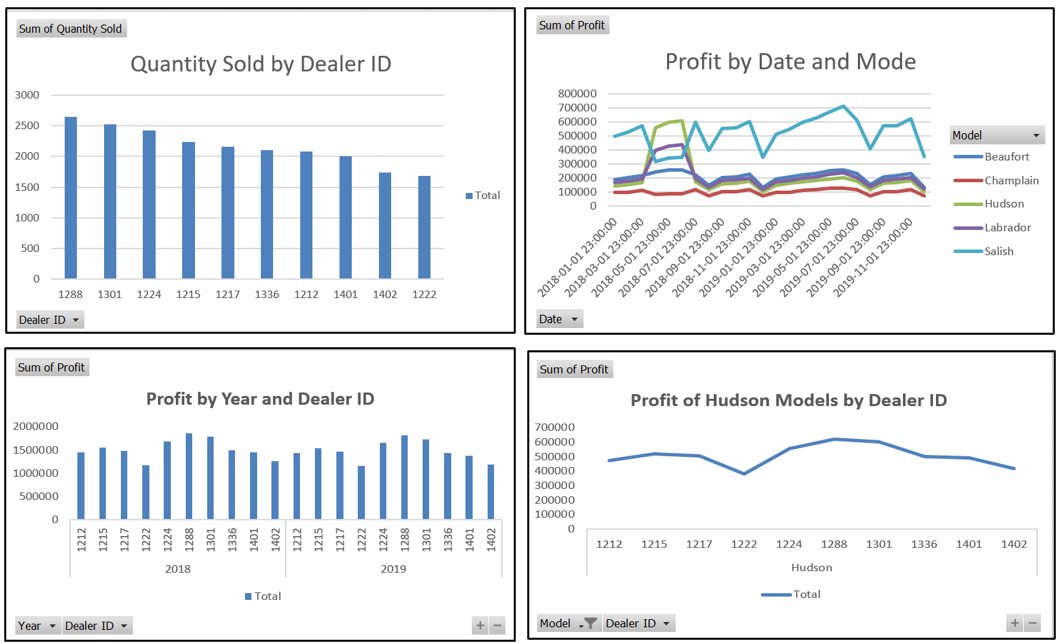 Sum of Quantity Sold
Quantity Sold by Dealer ID
3000
2500
2000
1500
1000
500
0
1288 1301 1224 1215 1217 1336 1212 1401 1402 1222
Total
Dealer ID
Sum of Profit
Profit by Date and Mode
800000
700000
600000
500000
400000
300000
200000
100000
0
2018-01-01 23:00:00
2018-03-01 23:00:00
2018-05-01 23:00:00
2018-07-01 23:00:00
2018-09-01 23:00:00
2018-11-01 23:00:00
2019-01-01 23:00:00
2019-03-01 23:00:00
2019-05-01 23:00:00
2019-07-01 23:00:00
2019-09-01 23:00:00
2019-11-01 23:00:00
Model
Beaufort
Champlain
Hudson
Labrador
Salish
Date
Sum of Profit
Profit by Year and Dealer ID
2000000
1500000
1000000
500000
0
1212 1215 1217 1222 1224 1288 1301 1336 1401 1402 1212 1215 1217 1222 1224 1288 1301 1336 1401 1402
2018 2019
Total
Year Dealer ID + −
Sum of Profit
Profit of Hudson Models by Dealer ID
700000
600000
500000
400000
300000
200000
100000
0
1212 1215 1217 1222 1224 1288 1301 1336 1401 1402
Hudson
Total
Model Dealer ID + −